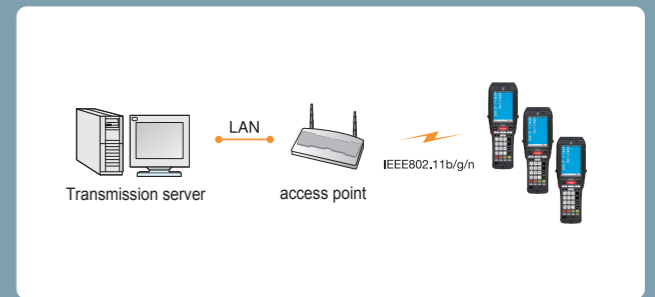 LAN
IEEE802.11b/g/n
Transmission server
access point